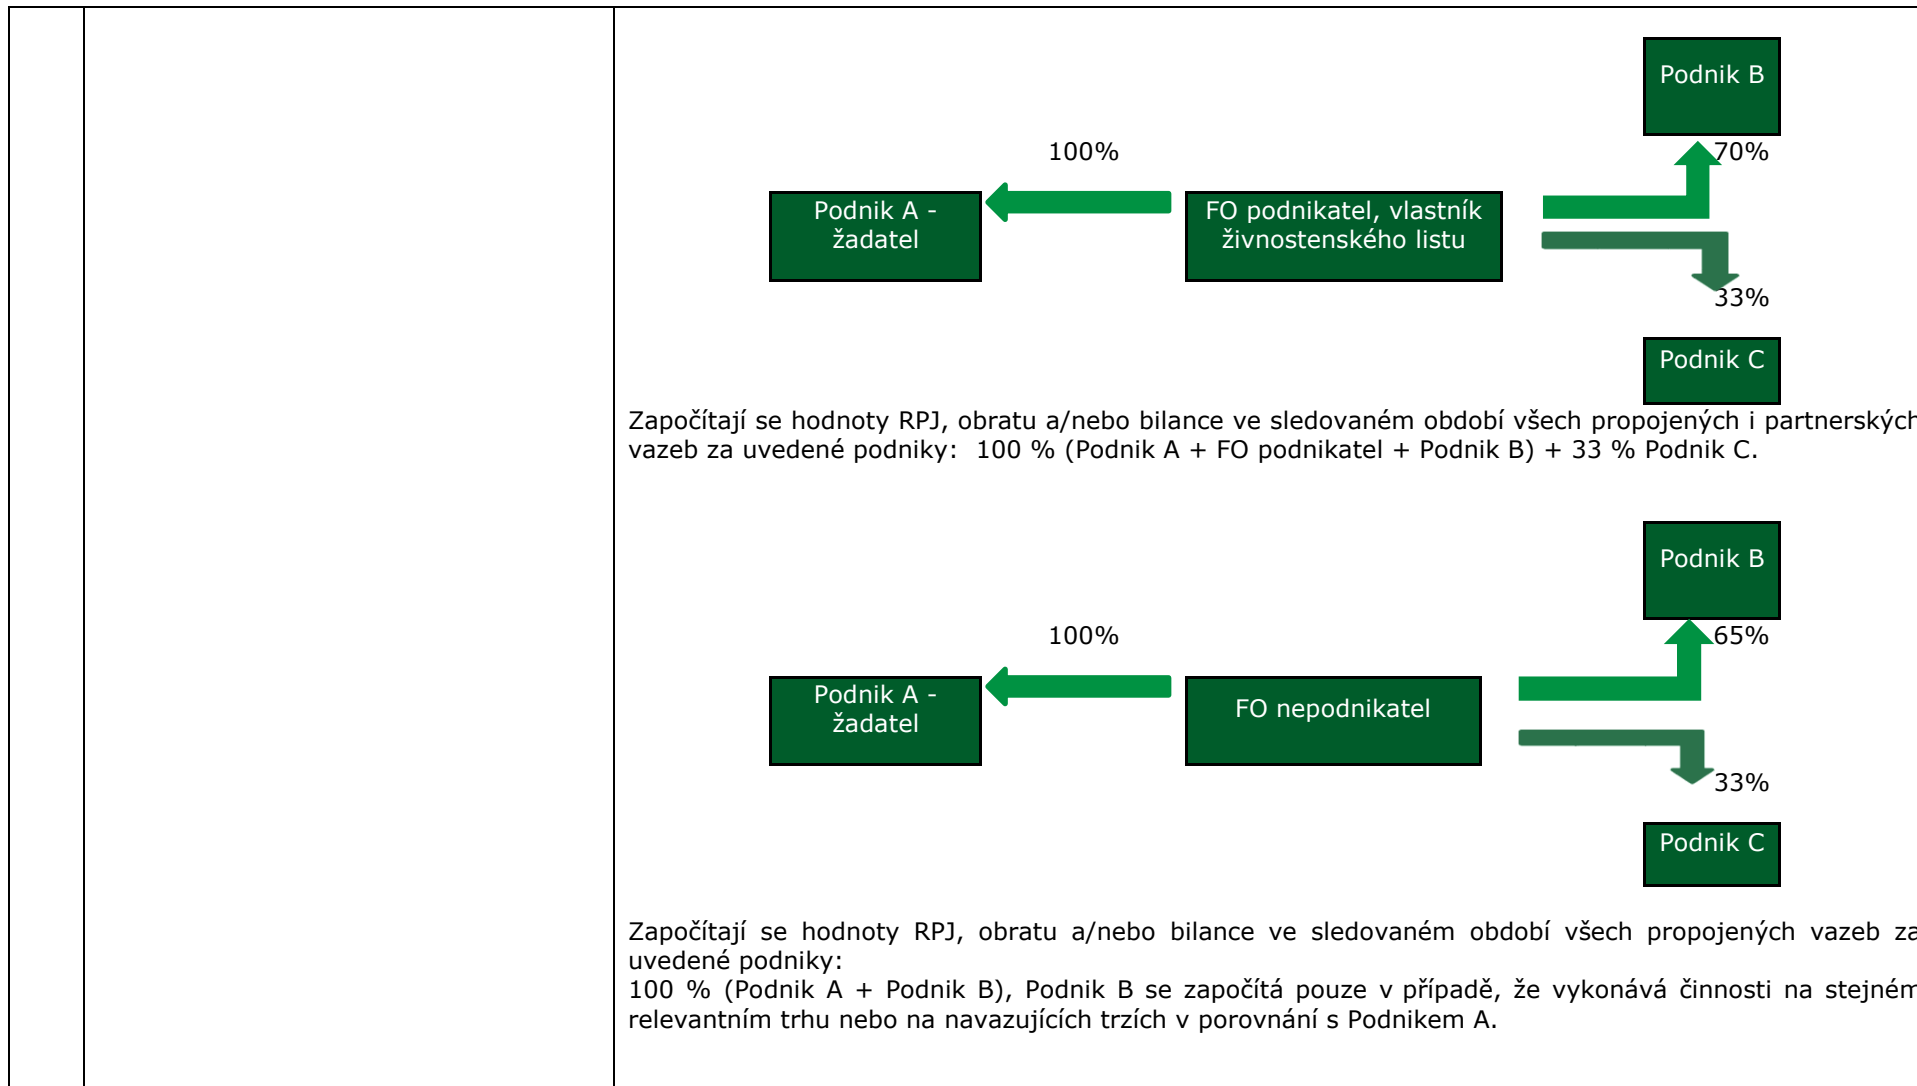 Podnik B
100%
70%
Podnik A -
žadatel
FO podnikatel, vlastník
živnostenského listu
33%
Podnik C
Započítají se hodnoty RPJ, obratu a/nebo bilance ve sledovaném období všech propojených i partnerských
vazeb za uvedené podniky: 100 % (Podnik A + FO podnikatel + Podnik B) + 33 % Podnik C.
Podnik B
100%
65%
Podnik A -
žadatel
FO nepodnikatel
33%
Podnik C
Započítají se hodnoty RPJ, obratu a/nebo bilance ve sledovaném období všech propojených vazeb za
uvedené podniky:
100 % (Podnik A + Podnik B), Podnik B se započítá pouze v případě, že vykonává činnosti na stejném
relevantním trhu nebo na navazujících trzích v porovnání s Podnikem A.